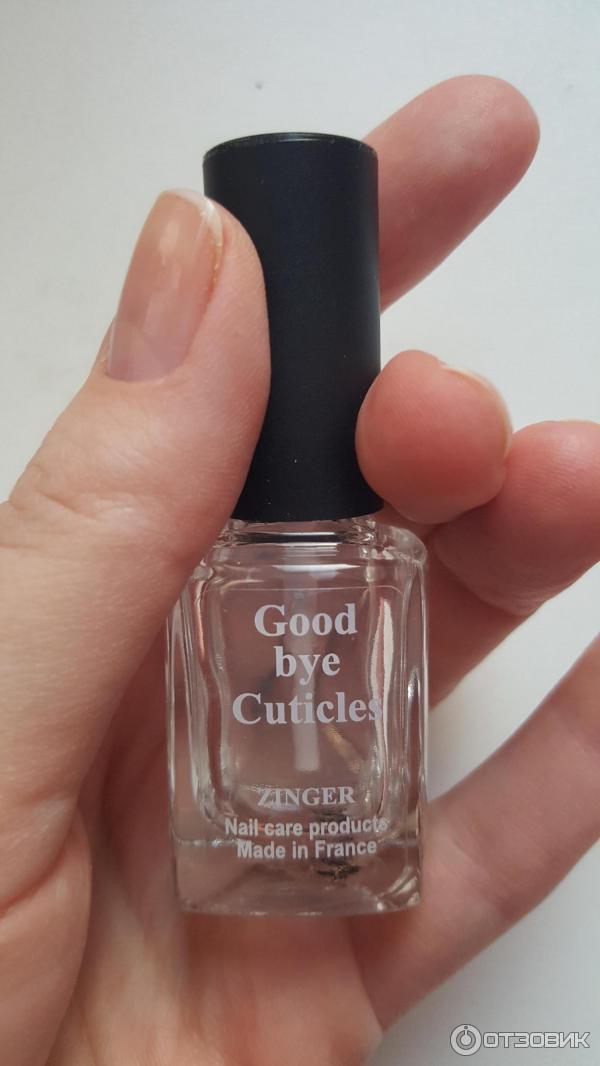 Good
bye
Cuticles
ZINGER
Nail care products
Made in France
ОТЗОВИК